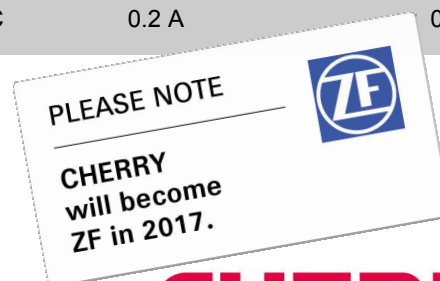 0.2 A
PLEASE NOTE
ZF
CHERRY
will become
ZF in 2017.